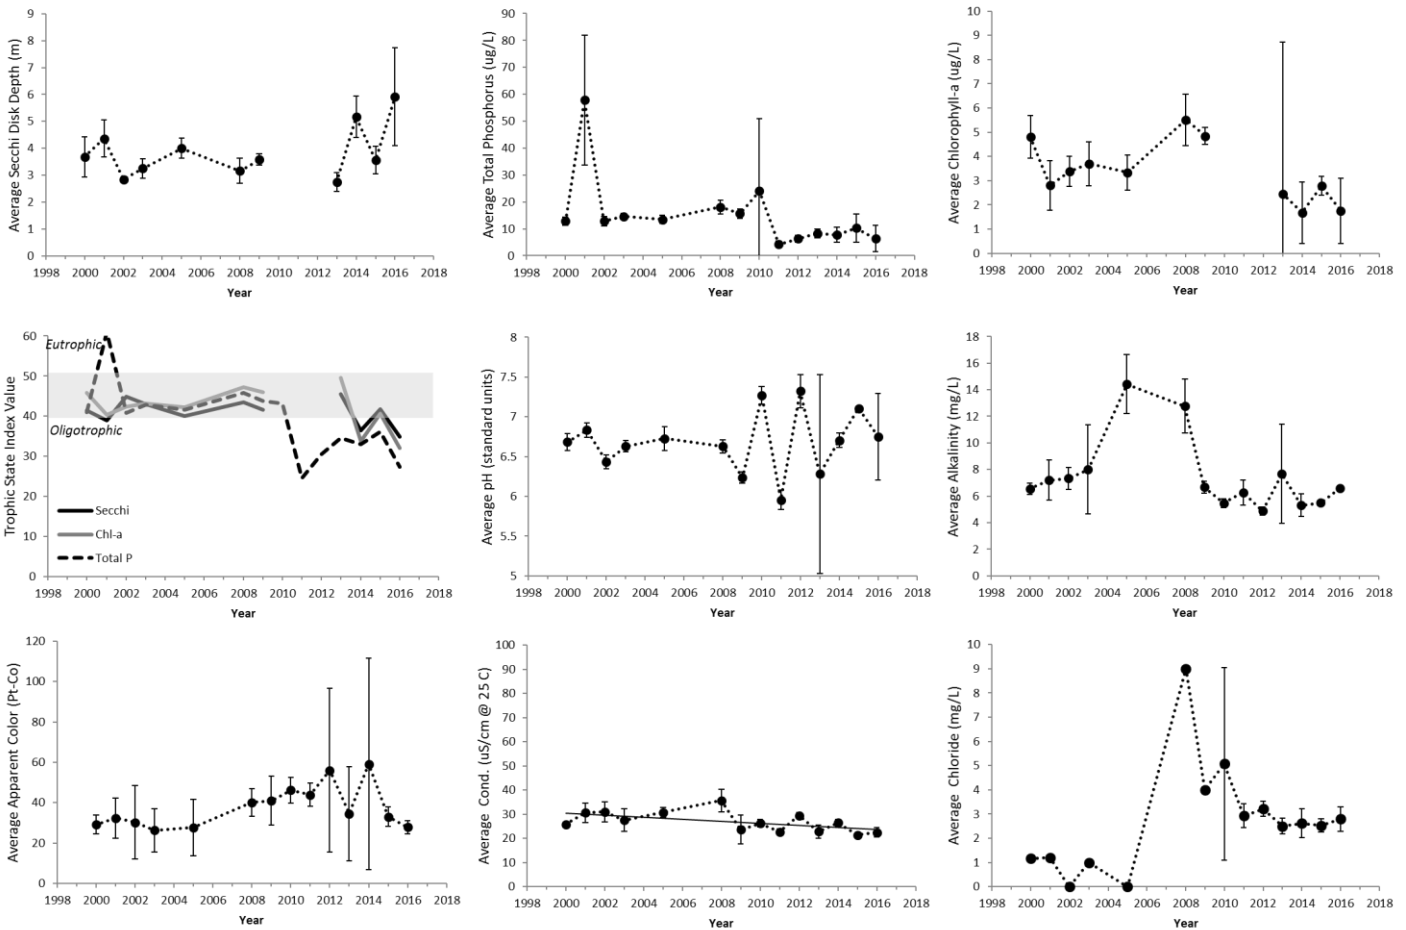 Average Secchi Disk Depth (m)
9
8
7
6
5
4
3
2
1
0
1998 2000 2002 2004 2006 2008 2010 2012 2014 2016 2018
Year
Average Total Phosphorus (ug/L)
90
80
70
60
50
40
30
20
10
0
1998 2000 2002 2004 2006 2008 2010 2012 2014 2016 2018
Year
Average Chlorophyll-a (ug/L)
10
9
8
7
6
5
4
3
2
1
0
1998 2000 2002 2004 2006 2008 2010 2012 2014 2016 2018
Year
Trophic State Index Value
60
50
40
30
20
10
0
Eutrophic
Oligotrophic
Secchi
Chl-a
Total P
1998 2000 2002 2004 2006 2008 2010 2012 2014 2016 2018
Year
Average pH (standard units)
8
7.5
7
6.5
6
5.5
5
1998 2000 2002 2004 2006 2008 2010 2012 2014 2016 2018
Year
Average Alkalinity (mg/L)
18
16
14
12
10
8
6
4
2
0
1998 2000 2002 2004 2006 2008 2010 2012 2014 2016 2018
Year
Average Apparent Color (Pt-Co)
120
100
80
60
40
20
0
1998 2000 2002 2004 2006 2008 2010 2012 2014 2016 2018
Year
Average Cond. (uS/cm @ 25 C)
100
90
80
70
60
50
40
30
20
10
0
1998 2000 2002 2004 2006 2008 2010 2012 2014 2016 2018
Year
Average Chloride (mg/L)
10
9
8
7
6
5
4
3
2
1
0
1998 2000 2002 2004 2006 2008 2010 2012 2014 2016 2018
Year